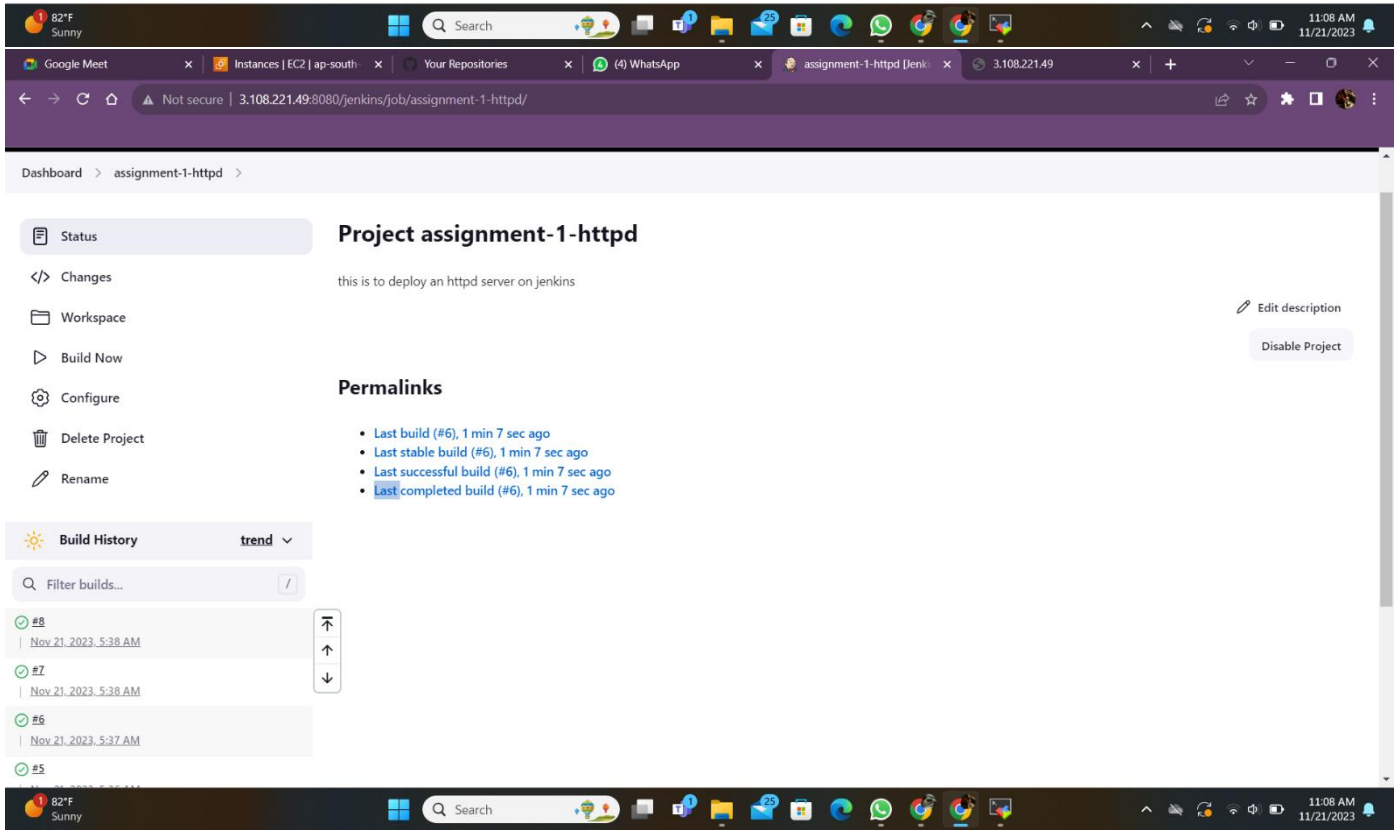 1 82°F
Sunny
Search
25
11:08 AM
11/21/2023
Google Meet
Instances | EC2 | ap-south-
Your Repositories
(4) WhatsApp
assignment-1-httpd [Jenki
3.108.221.49
Not secure | 3.108.221.49:8080/jenkins/job/assignment-1-httpd/
Dashboard > assignment-1-httpd >
Status
Changes
Workspace
Build Now
Configure
Delete Project
Rename
Project assignment-1-httpd
this is to deploy an httpd server on jenkins
Edit description
Disable Project
Permalinks
• Last build (#6), 1 min 7 sec ago
• Last stable build (#6), 1 min 7 sec ago
• Last successful build (#6), 1 min 7 sec ago
• Last completed build (#6), 1 min 7 sec ago
Build History trend
Filter builds... /
#8
| Nov 21, 2023, 5:38 AM
#7
| Nov 21, 2023, 5:38 AM
#6
| Nov 21, 2023, 5:37 AM
#5
1 82°F
Sunny
Search
25
11:08 AM
11/21/2023